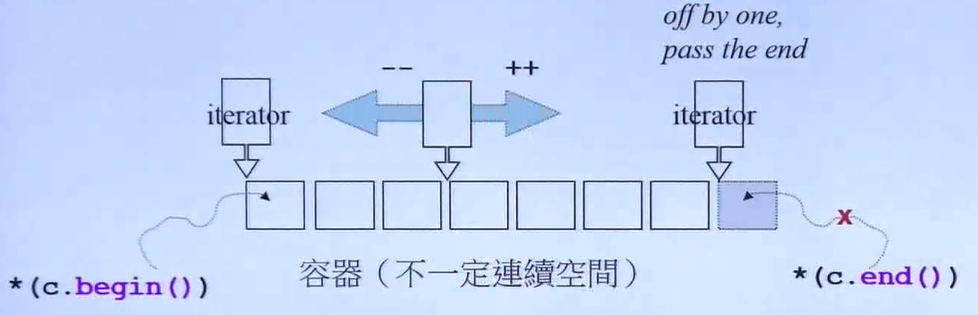 off by one,
pass the end
-- ++
iterator iterator
*(c.begin()) 容器（不一定連續空間） *(c.end())
x